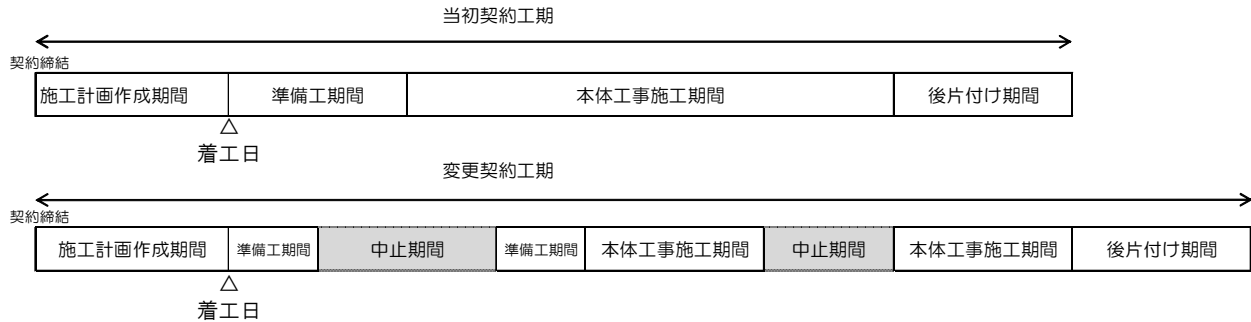 当初契約工期
契約締結
施工計画作成期間 準備工期間 本体工事施工期間 後片付け期間
△
着工日
変更契約工期
契約締結
施工計画作成期間 準備工期間 中止期間 準備工期間 本体工事施工期間 中止期間 本体工事施工期間 後片付け期間
△
着工日